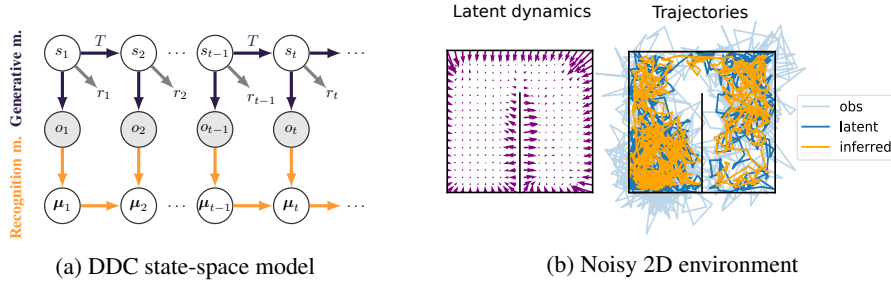 Generative m.
Recognition m.
s₁ T s₂ ⋯ sₜ₋₁ T sₜ ⋯
r₁ r₂ rₜ₋₁ rₜ
o₁ o₂ oₜ₋₁ oₜ
μ₁ μ₂ ⋯ μₜ₋₁ μₜ ⋯
(a) DDC state-space model
Latent dynamics
Trajectories
obs
latent
inferred
(b) Noisy 2D environment